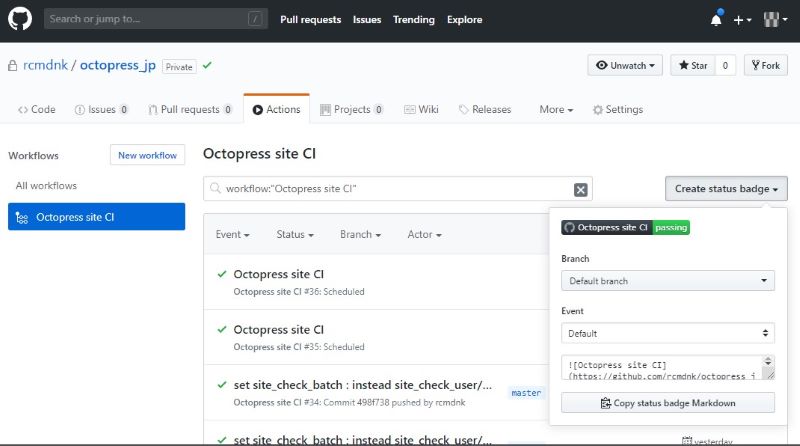 Search or jump to... /
Pull requests Issues Trending Explore
rcmdnk / octopress_jp Private
Unwatch Star 0 Fork
Code Issues 0 Pull requests 0 Actions Projects 0 Wiki Releases More Settings
Workflows New workflow
All workflows
Octopress site CI
Octopress site CI
workflow:"Octopress site CI"
Create status badge
Event Status Branch Actor
Octopress site CI
Octopress site CI #36: Scheduled
Octopress site CI
Octopress site CI #35: Scheduled
set site_check_batch : instead site_check_user/...
Octopress site CI #34: Commit 498f738 pushed by rcmdnk
master
set site_check_batch : instead site_check_user/...
yesterday
Octopress site CI passing
Branch
Default branch
Event
Default
![Octopress site CI]
(https://github.com/rcmdnk/octopress_j
Copy status badge Markdown